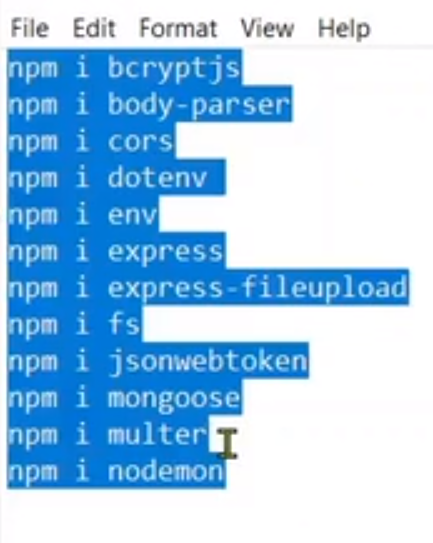 File Edit Format View Help
npm i bcryptjs
npm i body-parser
npm i cors
npm i dotenv
npm i env
npm i express
npm i express-fileupload
npm i fs
npm i jsonwebtoken
npm i mongoose
npm i multer
npm i nodemon